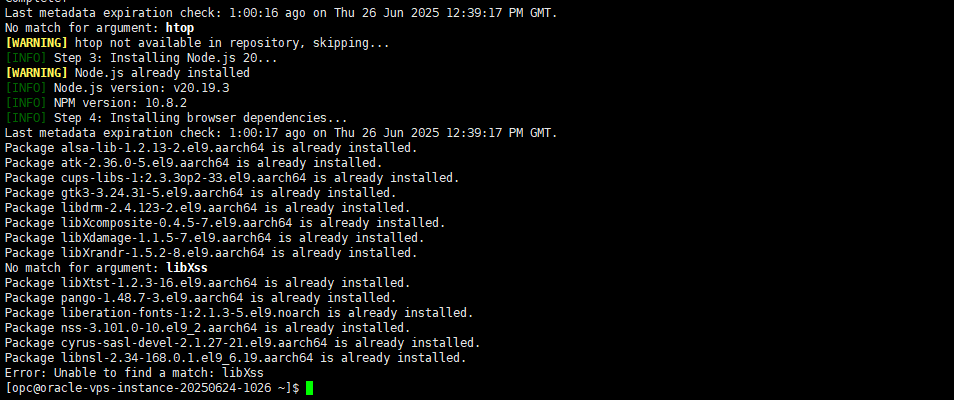 Complete!
Last metadata expiration check: 1:00:16 ago on Thu 26 Jun 2025 12:39:17 PM GMT.
No match for argument: htop
[WARNING] htop not available in repository, skipping...
[INFO] Step 3: Installing Node.js 20...
[WARNING] Node.js already installed
[INFO] Node.js version: v20.19.3
[INFO] NPM version: 10.8.2
[INFO] Step 4: Installing browser dependencies...
Last metadata expiration check: 1:00:17 ago on Thu 26 Jun 2025 12:39:17 PM GMT.
Package alsa-lib-1.2.13-2.el9.aarch64 is already installed.
Package atk-2.36.0-5.el9.aarch64 is already installed.
Package cups-libs-1:2.3.3op2-33.el9.aarch64 is already installed.
Package gtk3-3.24.31-5.el9.aarch64 is already installed.
Package libdrm-2.4.123-2.el9.aarch64 is already installed.
Package libXcomposite-0.4.5-7.el9.aarch64 is already installed.
Package libXdamage-1.1.5-7.el9.aarch64 is already installed.
Package libXrandr-1.5.2-8.el9.aarch64 is already installed.
No match for argument: libXss
Package libXtst-1.2.3-16.el9.aarch64 is already installed.
Package pango-1.48.7-3.el9.aarch64 is already installed.
Package liberation-fonts-1:2.1.3-5.el9.noarch is already installed.
Package nss-3.101.0-10.el9_2.aarch64 is already installed.
Package cyrus-sasl-devel-2.1.27-21.el9.aarch64 is already installed.
Package libnsl-2.34-168.0.1.el9_6.19.aarch64 is already installed.
Error: Unable to find a match: libXss
[opc@oracle-vps-instance-20250624-1026 ~]$